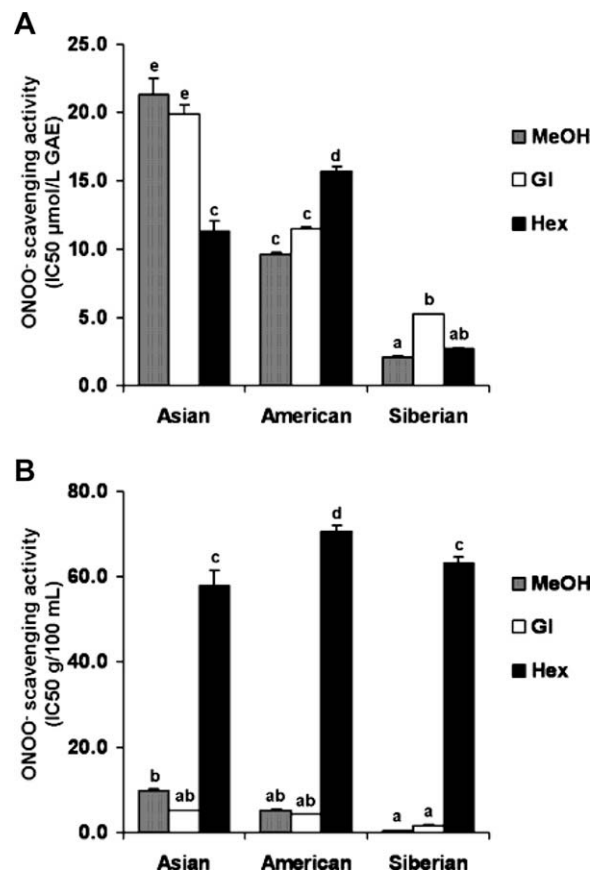 A
ONOO⁻ scavenging activity
(IC50 µmol/L GAE)
25.0
20.0
15.0
10.0
5.0
0.0
e
e
c
c
c
d
a
b
ab
Asian
American
Siberian
MeOH
GI
Hex
B
ONOO⁻ scavenging activity
(IC50 g/100 mL)
80.0
60.0
40.0
20.0
0.0
b
ab
c
ab
ab
d
a
a
c
Asian
American
Siberian
MeOH
GI
Hex